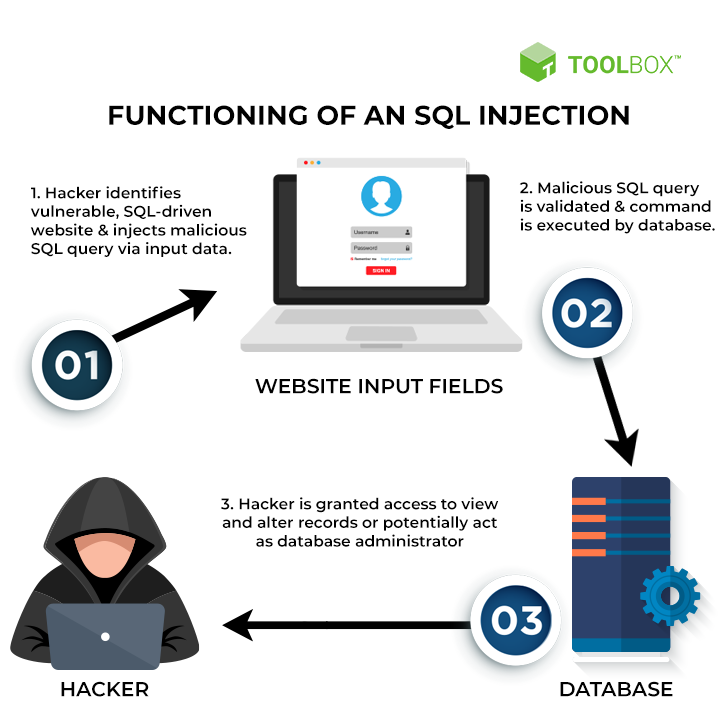 TOOLBOX™
FUNCTIONING OF AN SQL INJECTION
1. Hacker identifies
vulnerable, SQL-driven
website & injects malicious
SQL query via input data.
2. Malicious SQL query
is validated & command
is executed by database.
Username
Password
Remember me
Forgot your password?
SIGN IN
01
02
WEBSITE INPUT FIELDS
3. Hacker is granted access to view
and alter records or potentially act
as database administrator
03
HACKER
DATABASE